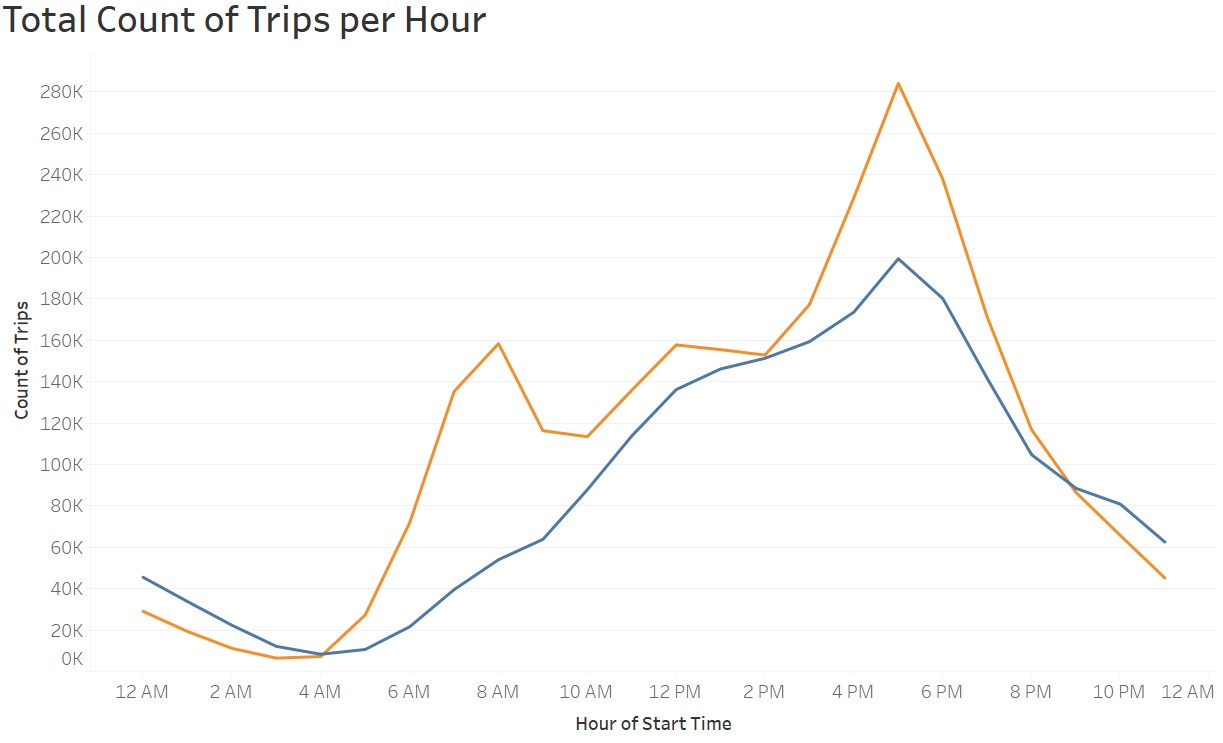 Total Count of Trips per Hour
280K
260K
240K
220K
200K
180K
160K
140K
120K
100K
80K
60K
40K
20K
0K
Count of Trips
12 AM 2 AM 4 AM 6 AM 8 AM 10 AM 12 PM 2 PM 4 PM 6 PM 8 PM 10 PM 12 AM
Hour of Start Time